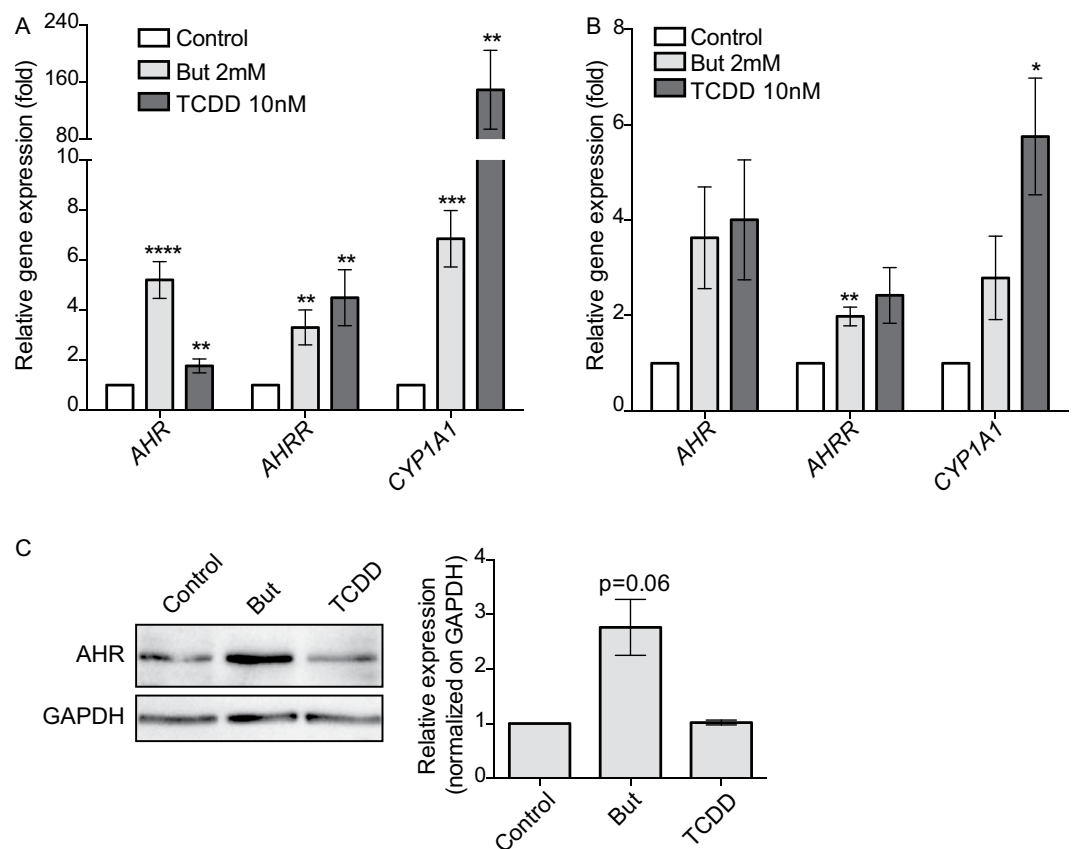 A
Relative gene expression (fold)
240
160
80
10
8
6
4
2
0
Control
But 2mM
TCDD 10nM
****
**
**
**
***
**
AHR
AHRR
CYP1A1
B
Relative gene expression (fold)
8
6
4
2
0
Control
But 2mM
TCDD 10nM
**
*
AHR
AHRR
CYP1A1
C
Control
But
TCDD
AHR
GAPDH
Relative expression
(normalized on GAPDH)
4
3
2
1
0
p=0.06
Control
But
TCDD